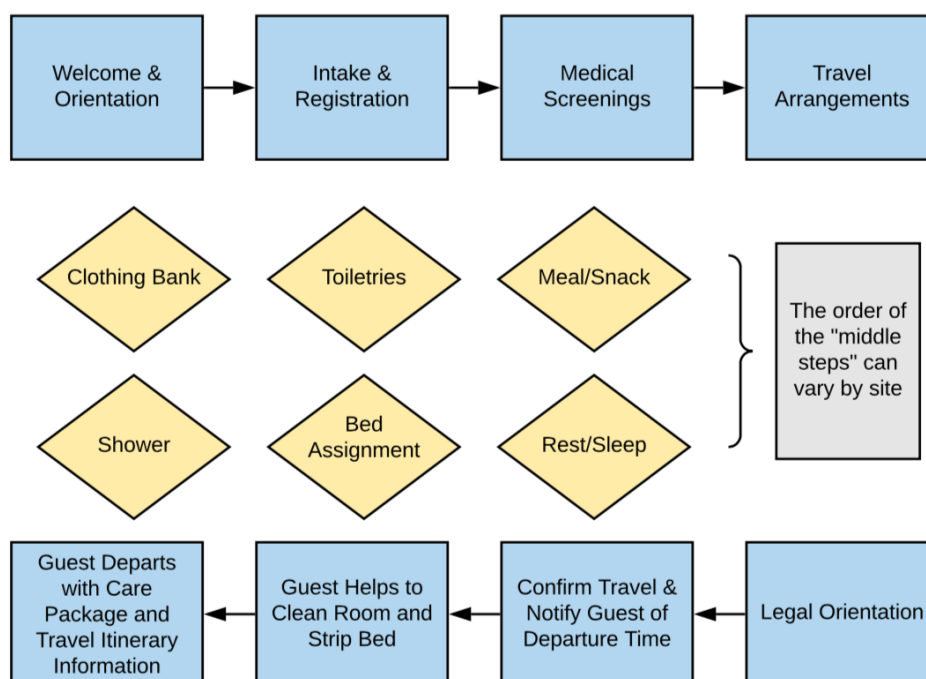 Welcome &
Orientation
Intake &
Registration
Medical
Screenings
Travel
Arrangements
Clothing Bank
Toiletries
Meal/Snack
The order of
the "middle
steps" can
vary by site
Shower
Bed
Assignment
Rest/Sleep
Guest Departs
with Care
Package and
Travel Itinerary
Information
Guest Helps to
Clean Room and
Strip Bed
Confirm Travel &
Notify Guest of
Departure Time
Legal Orientation